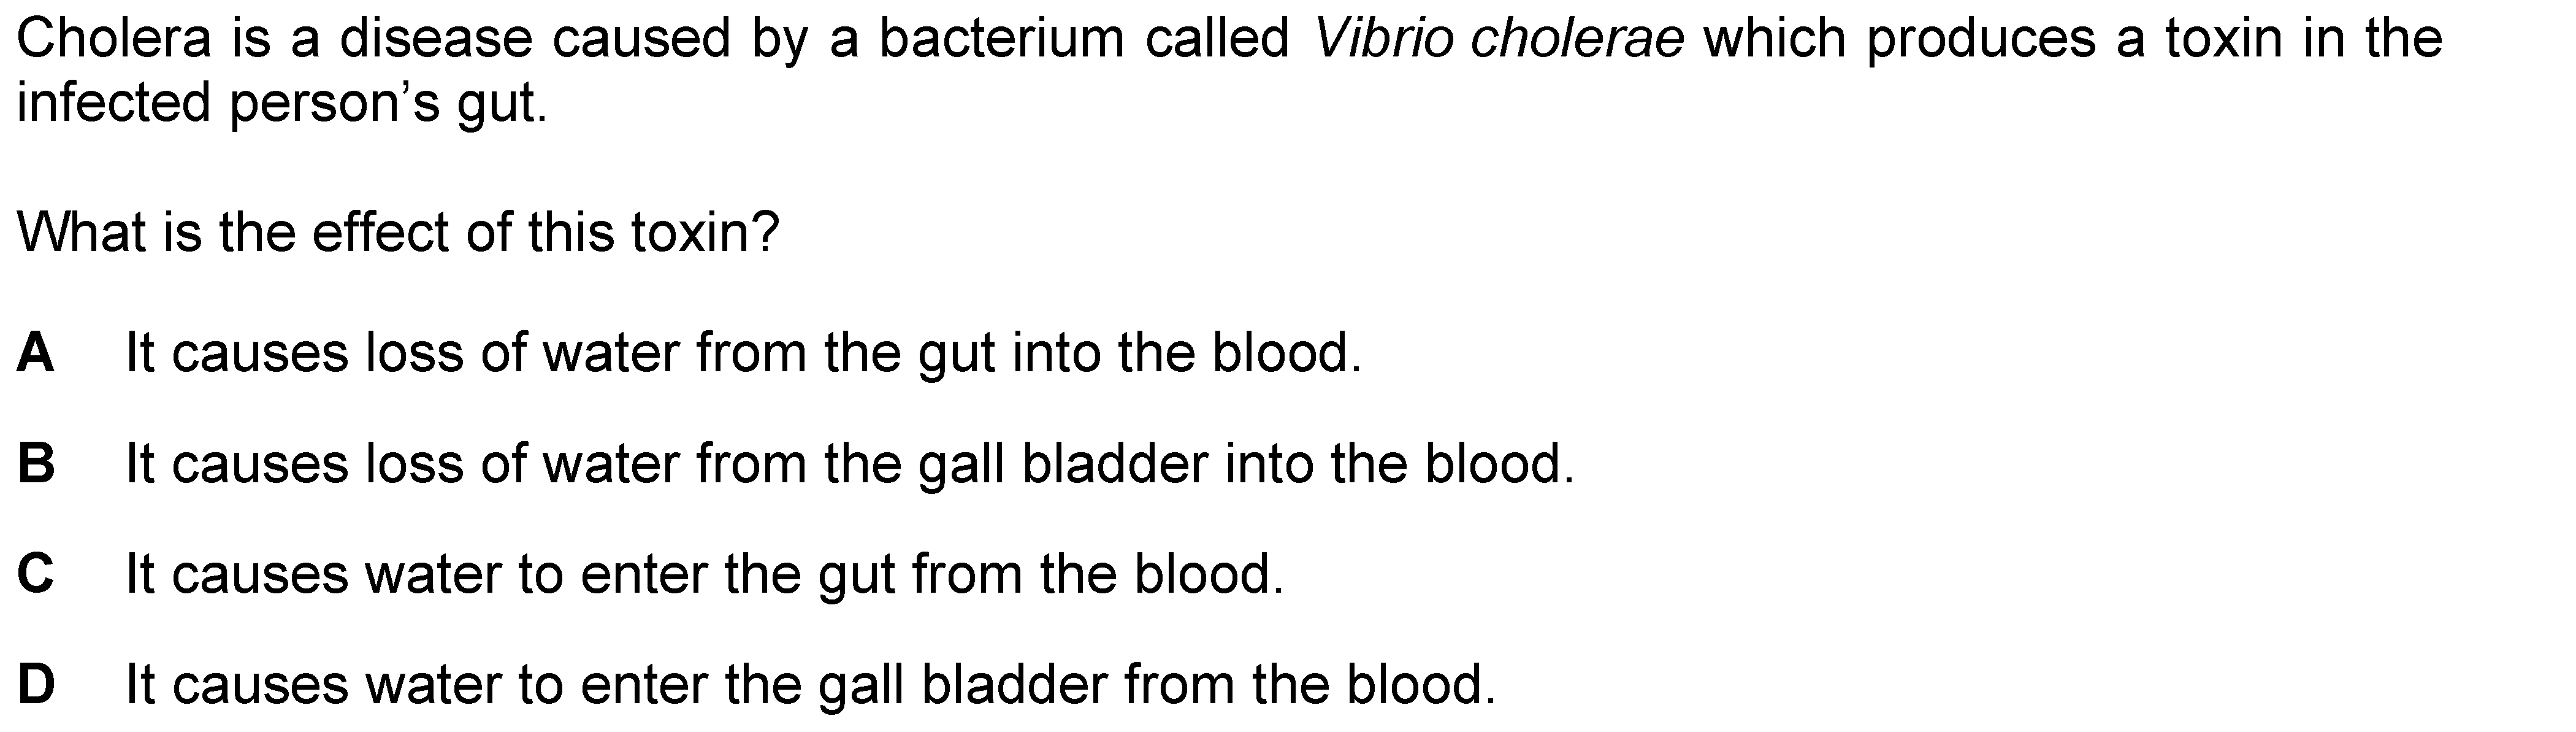 Cholera is a disease caused by a bacterium called Vibrio cholerae which produces a toxin in the
infected person’s gut.
What is the effect of this toxin?
A It causes loss of water from the gut into the blood.
B It causes loss of water from the gall bladder into the blood.
C It causes water to enter the gut from the blood.
D It causes water to enter the gall bladder from the blood.